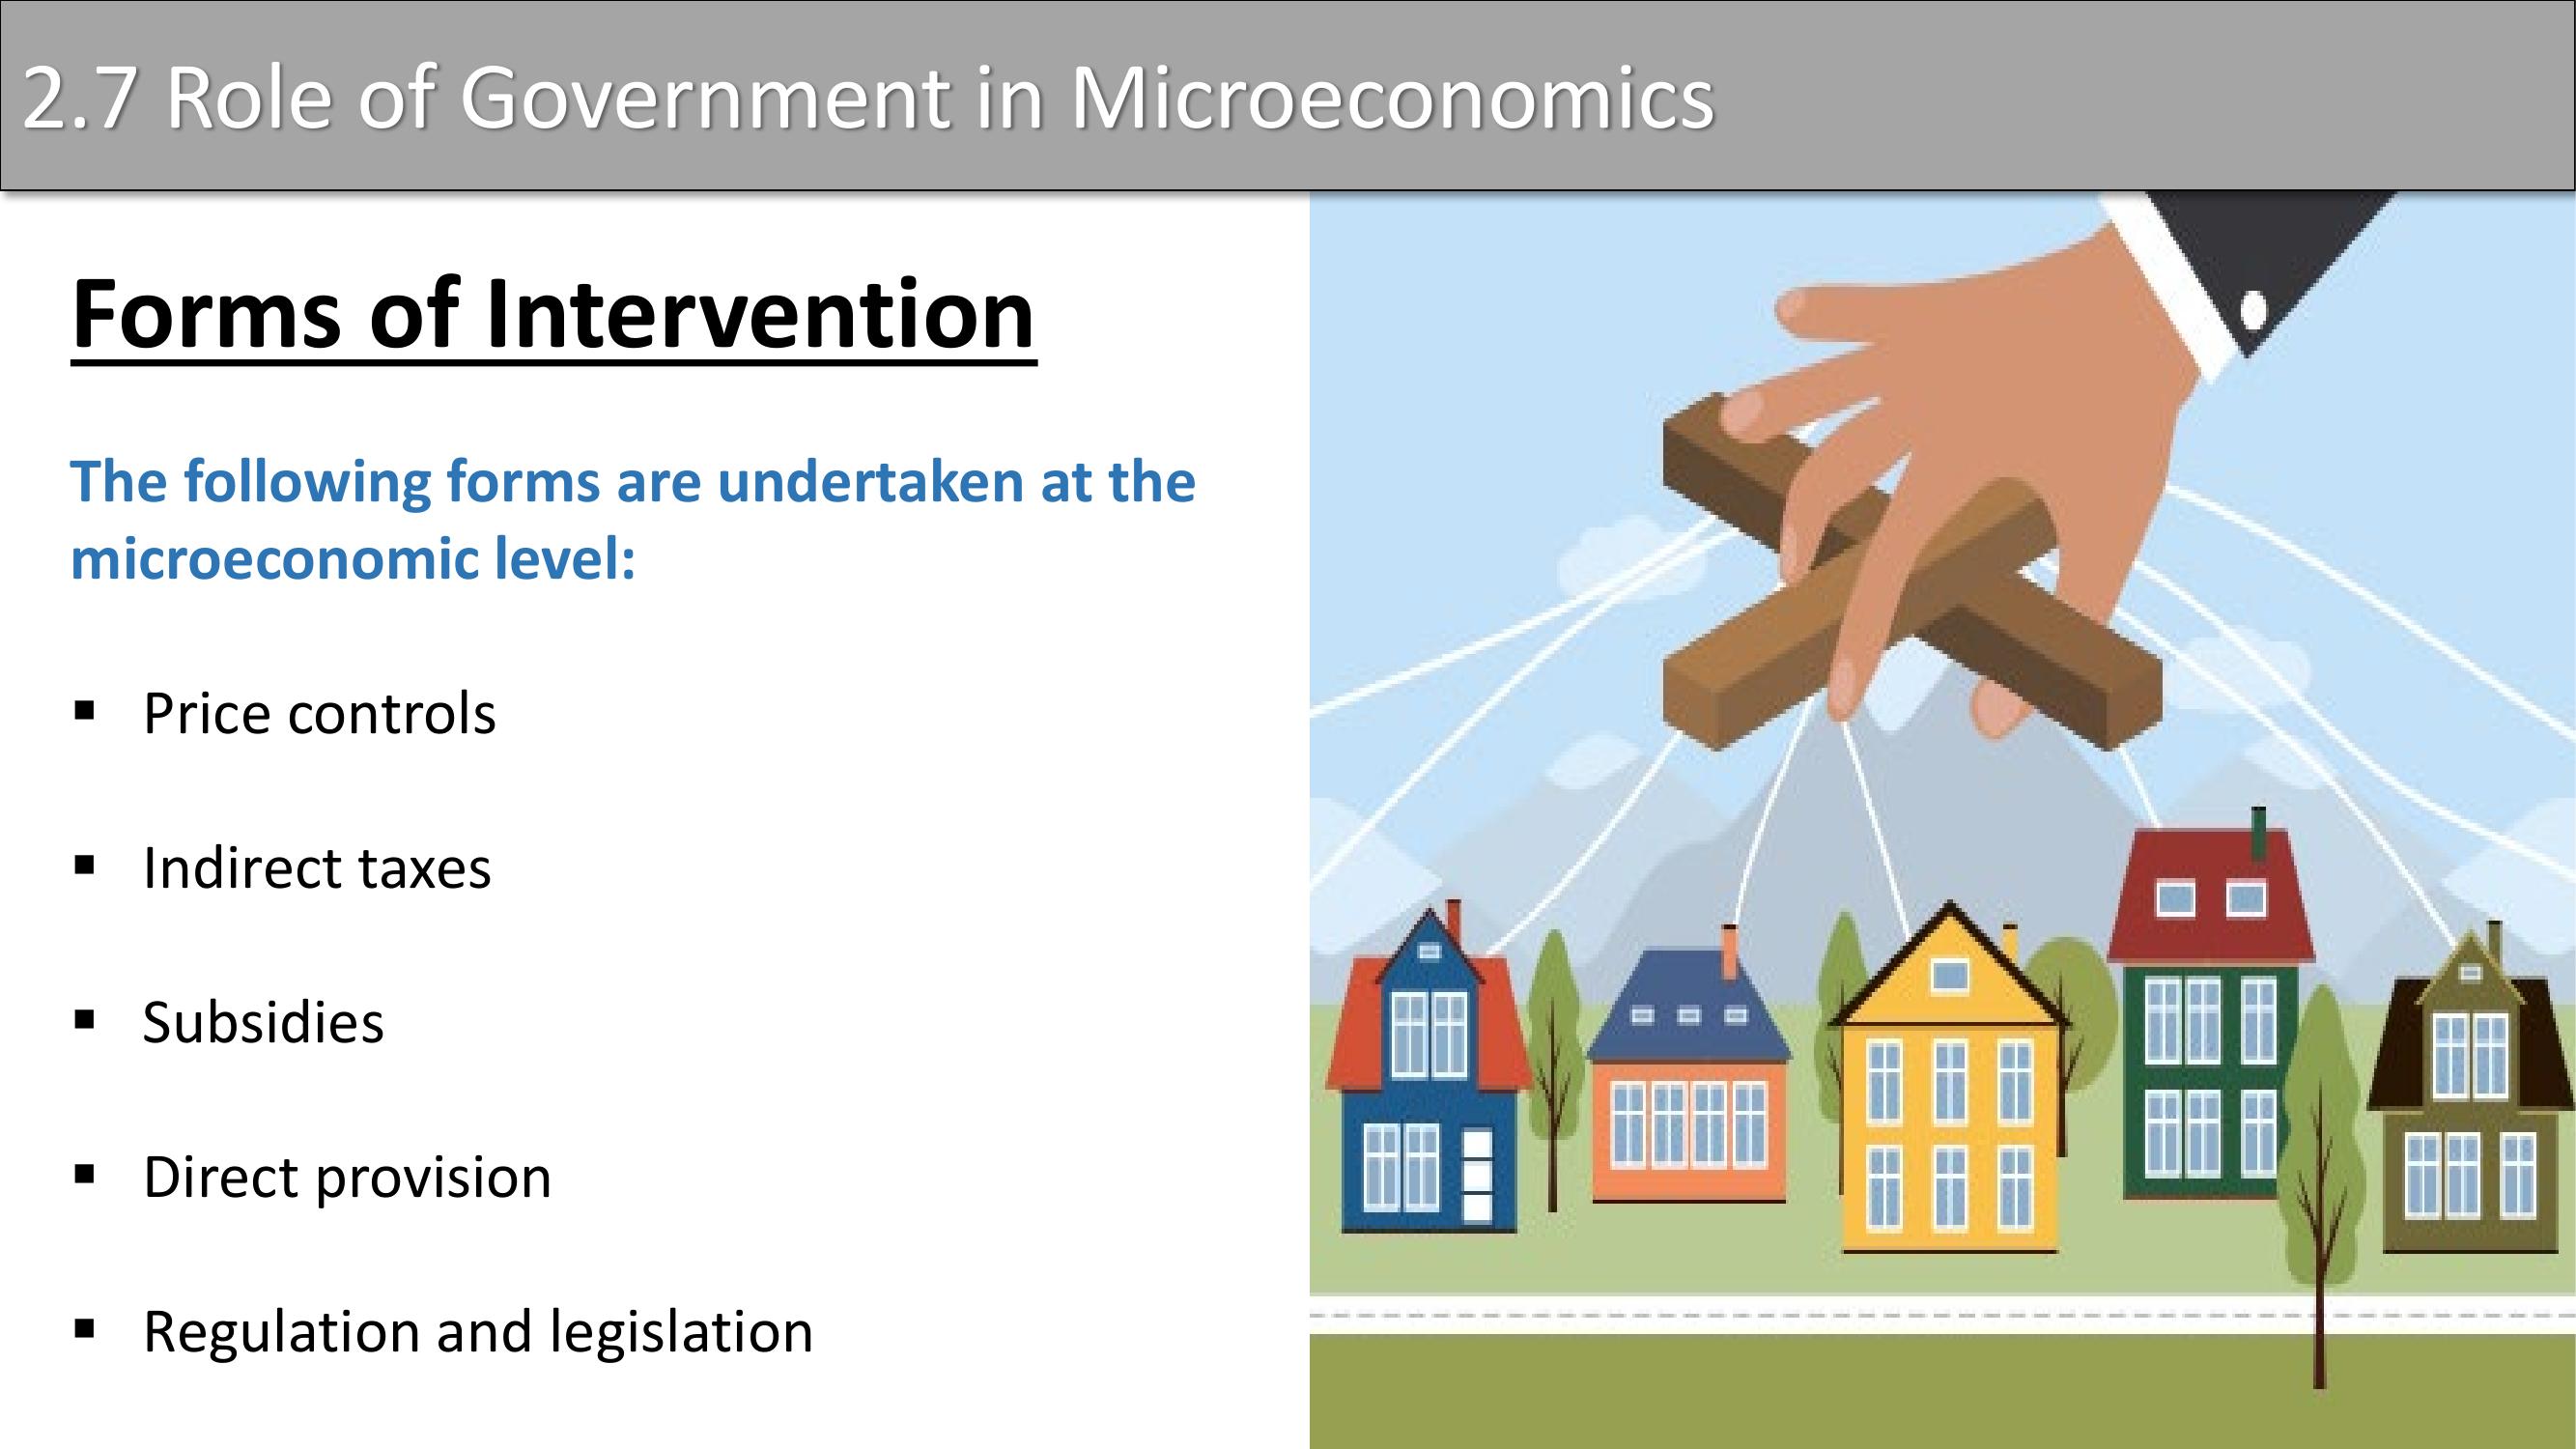 2.7 Role of Government in Microeconomics
Forms of Intervention
The following forms are undertaken at the
microeconomic level:
▪ Price controls
▪ Indirect taxes
▪ Subsidies
▪ Direct provision
▪ Regulation and legislation